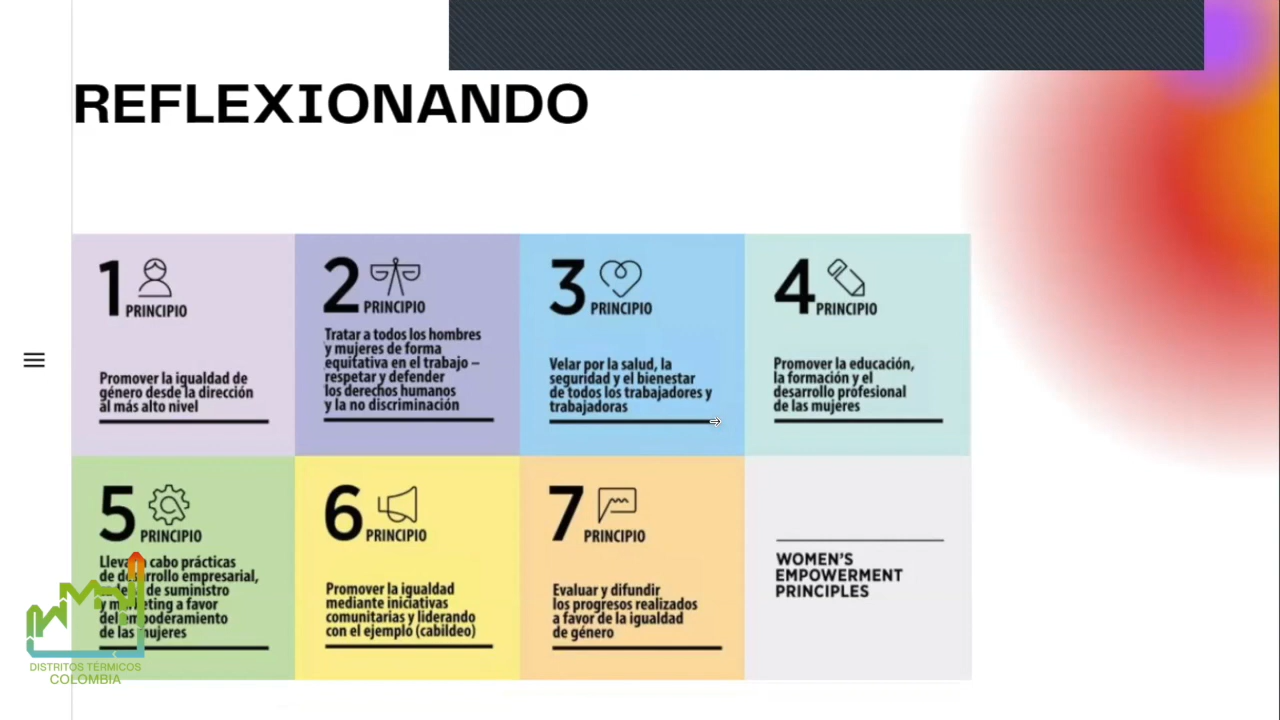 REFLEXIONANDO
1 PRINCIPIO
Promover la igualdad de
género desde la dirección
al más alto nivel
2 PRINCIPIO
Tratar a todos los hombres
y mujeres de forma
equitativa en el trabajo –
respetar y defender
los derechos humanos
y la no discriminación
3 PRINCIPIO
Velar por la salud, la
seguridad y el bienestar
de todos los trabajadores y
trabajadoras
4 PRINCIPIO
Promover la educación,
la formación y el
desarrollo profesional
de las mujeres
5 PRINCIPIO
cabo prácticas
de desarrollo empresarial,
de suministro
y marketing a favor
del empoderamiento
de las mujeres
6 PRINCIPIO
Promover la igualdad
mediante iniciativas
comunitarias y liderando
con el ejemplo (cabildeo)
7 PRINCIPIO
Evaluar y difundir
los progresos realizados
a favor de la igualdad
de género
WOMEN'S
EMPOWERMENT
PRINCIPLES
DISTRITOS TÉRMICOS
COLOMBIA